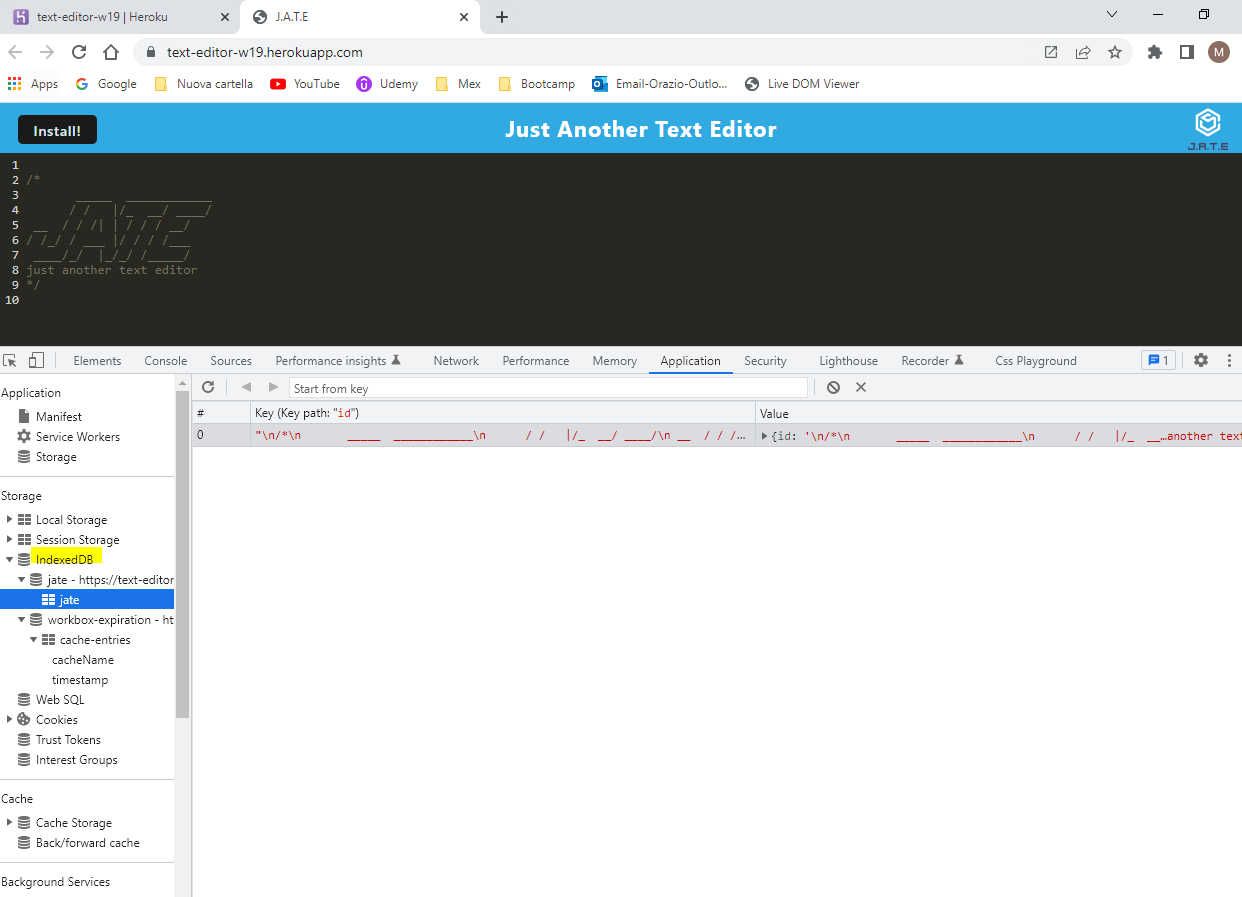 text-editor-w19 | Heroku
J.A.T.E
text-editor-w19.herokuapp.com
M
Apps
Google
Nuova cartella
YouTube
Udemy
Mex
Bootcamp
Email-Orazio-Outlo...
Live DOM Viewer
Install!
Just Another Text Editor
J.A.T.E
1
2 /*
3         _____  ____________
4        / /   |/_  __/ ____/
5   __  / / /| | / / / __/
6 / /_/ / ___ |/ / / /___
7  ____/_/  |_/_/ /_____/
8 just another text editor
9 */
10
Elements
Console
Sources
Performance insights
Network
Performance
Memory
Application
Security
Lighthouse
Recorder
Css Playground
1
Application
Manifest
Service Workers
Storage
Storage
Local Storage
Session Storage
IndexedDB
jate - https://text-editor
jate
workbox-expiration - ht
cache-entries
cacheName
timestamp
Web SQL
Cookies
Trust Tokens
Interest Groups
Cache
Cache Storage
Back/forward cache
Background Services
Start from key
# Key (Key path: "id") Value
0 "\n/*\n       _____  ____________\n      / /   |/_  __/ ____/\n __  / / /… {id: '\n/*\n       _____  ____________\n      / /   |/_  __…another text